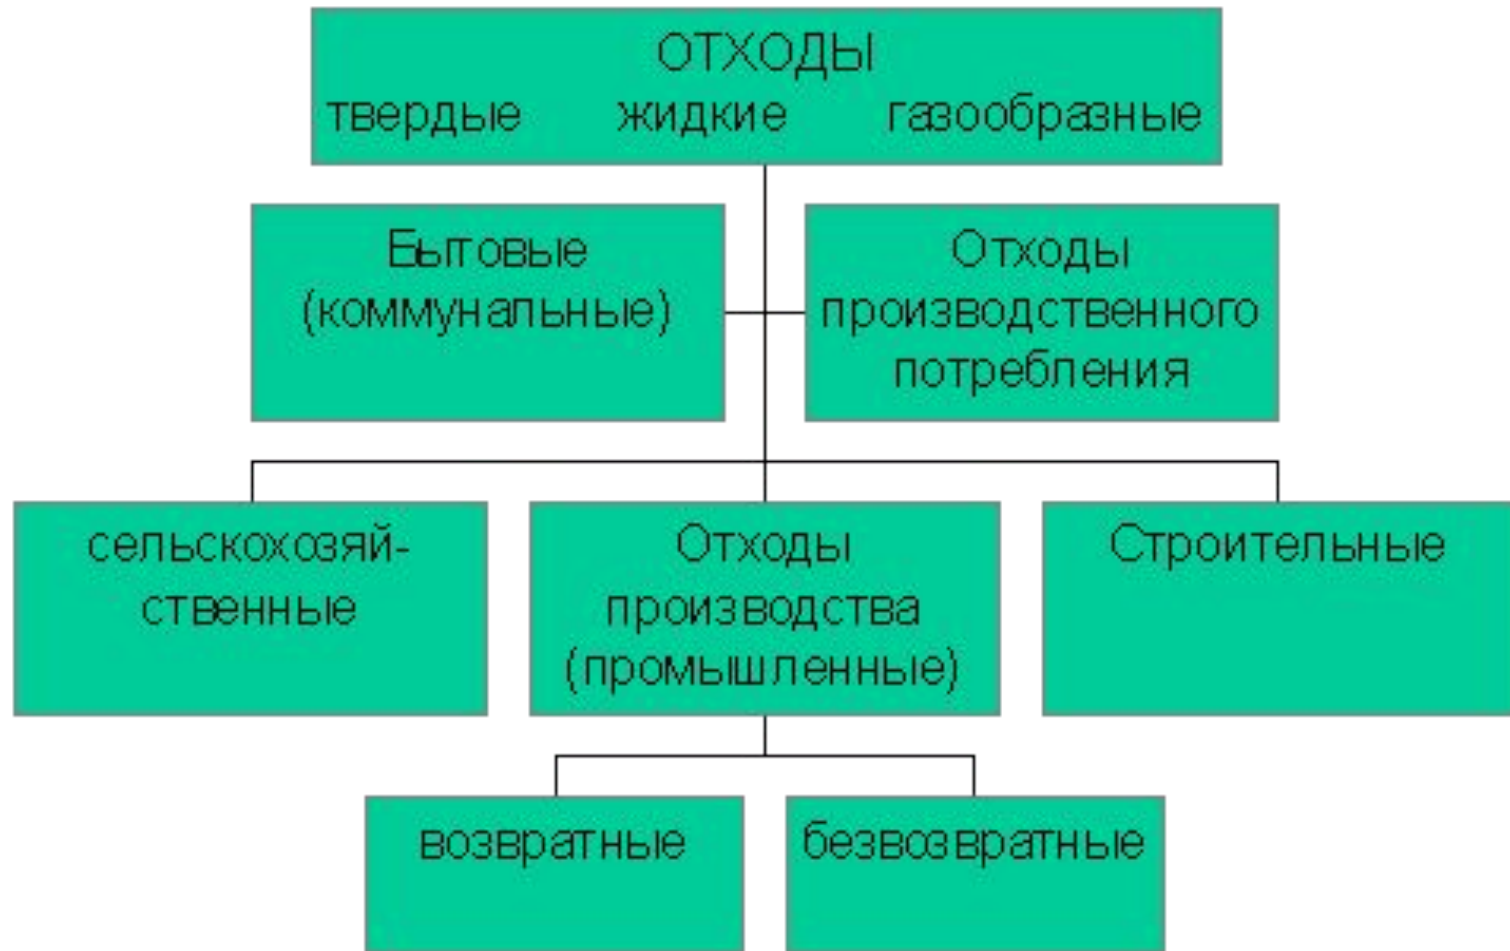 ОТХОДЫ
твердые жидкие газообразные
Бытовые
(коммунальные)
Отходы
производственного
потребления
сельскохозяй-
ственные
Отходы
производства
(промышленные)
Строительные
возвратные
безвозвратные